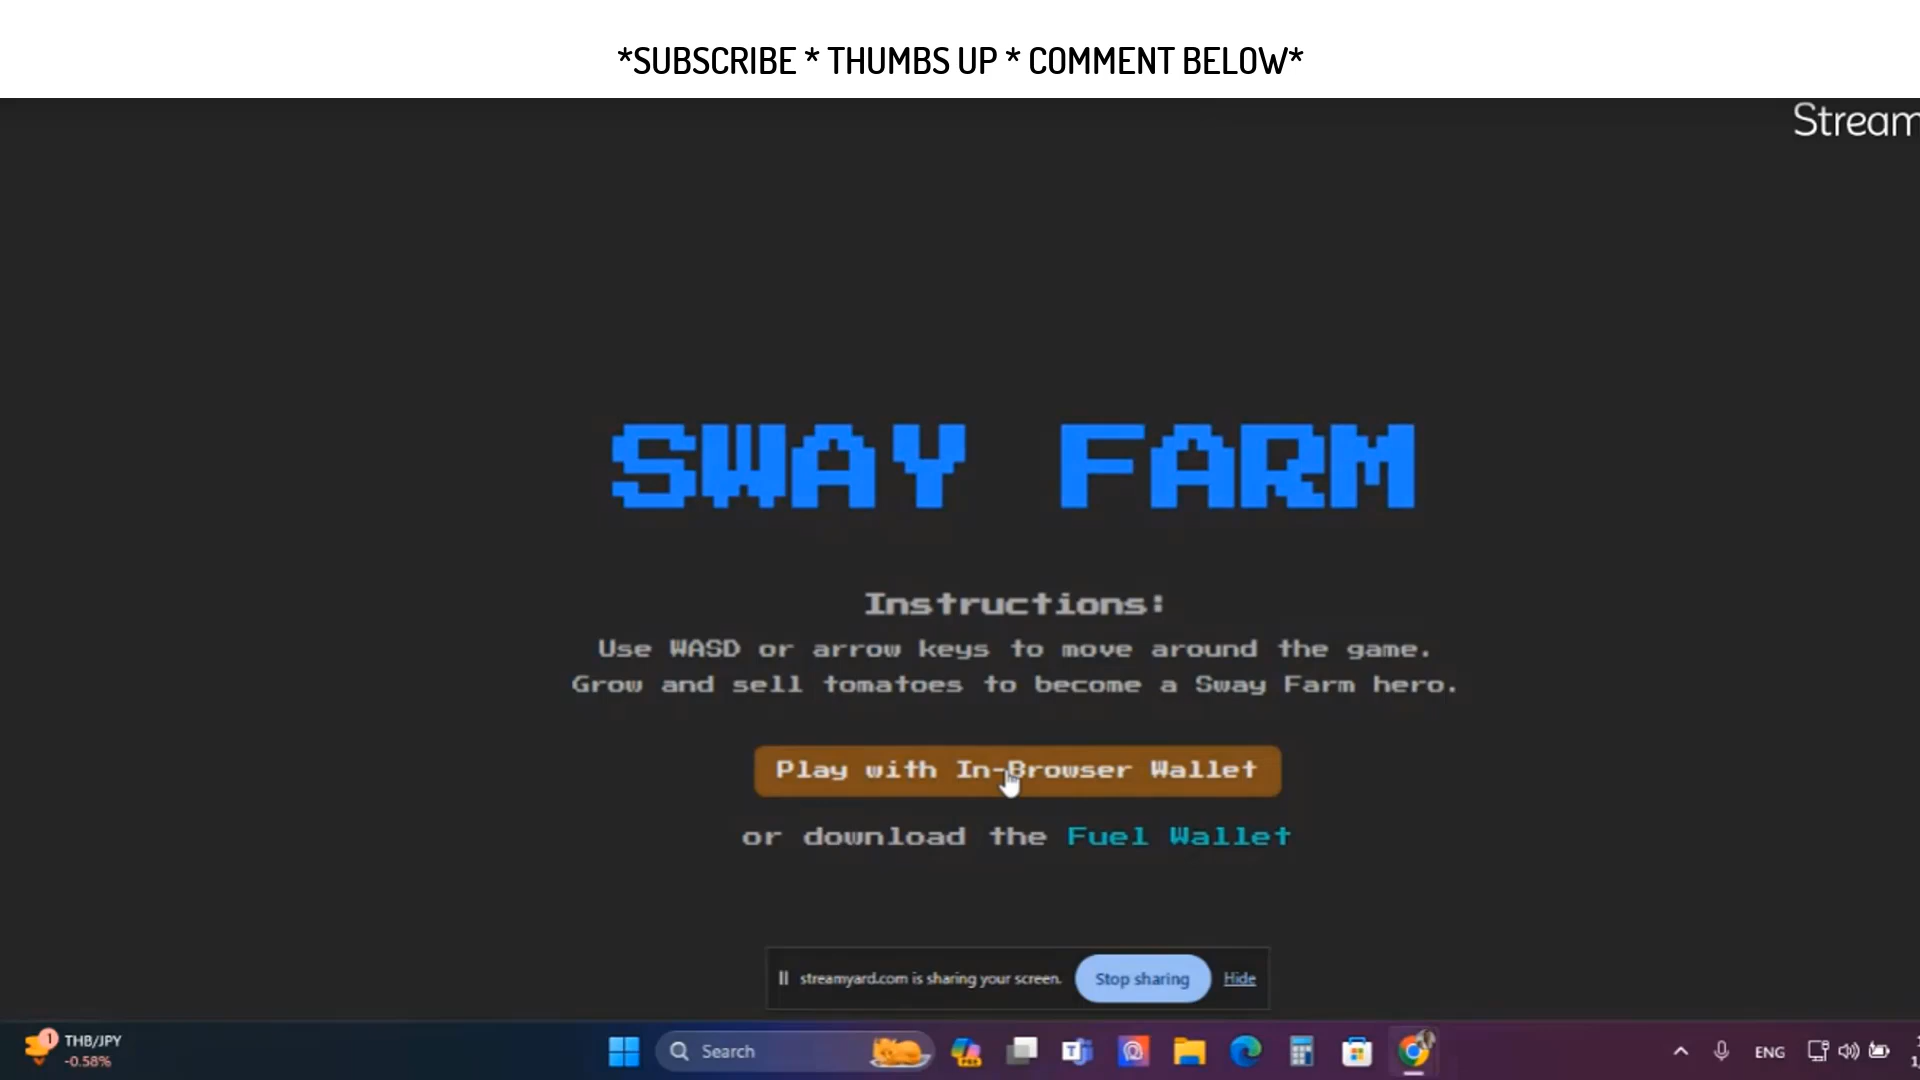 *SUBSCRIBE * THUMBS UP * COMMENT BELOW*
Stream
SWAY FARM
Instructions:
Use WASD or arrow keys to move around the game.
Grow and sell tomatoes to become a Sway Farm hero.
Play with In-Browser Wallet
or download the Fuel Wallet
streamyard.com is sharing your screen.
Stop sharing
Hide
1
THB/JPY
-0.58%
Search
ENG